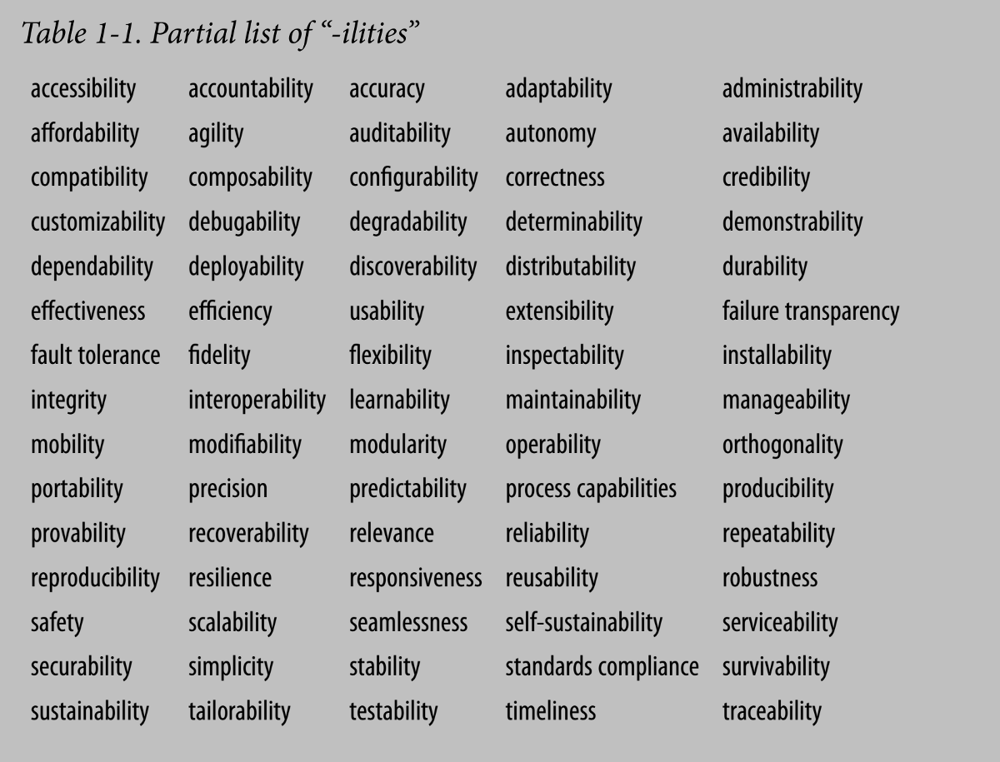 Table 1-1. Partial list of “-ilities”
accessibility accountability accuracy adaptability administrability
affordability agility auditability autonomy availability
compatibility composability configurability correctness credibility
customizability debugability degradability determinability demonstrability
dependability deployability discoverability distributability durability
effectiveness efficiency usability extensibility failure transparency
fault tolerance fidelity flexibility inspectability installability
integrity interoperability learnability maintainability manageability
mobility modifiability modularity operability orthogonality
portability precision predictability process capabilities producibility
provability recoverability relevance reliability repeatability
reproducibility resilience responsiveness reusability robustness
safety scalability seamlessness self-sustainability serviceability
securability simplicity stability standards compliance survivability
sustainability tailorability testability timeliness traceability